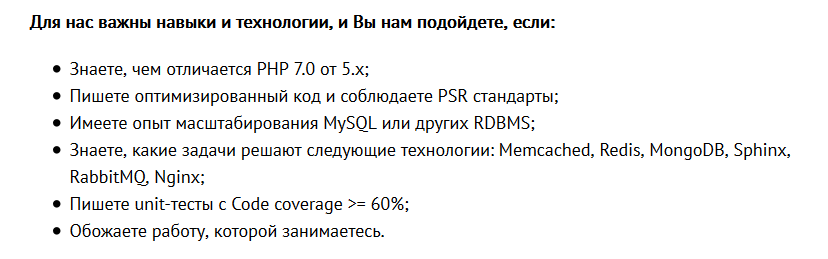 Для нас важны навыки и технологии, и Вы нам подойдете, если:
• Знаете, чем отличается PHP 7.0 от 5.x;
• Пишете оптимизированный код и соблюдаете PSR стандарты;
• Имеете опыт масштабирования MySQL или других RDBMS;
• Знаете, какие задачи решают следующие технологии: Memcached, Redis, MongoDB, Sphinx,
RabbitMQ, Nginx;
• Пишете unit-тесты с Code coverage >= 60%;
• Обожаете работу, которой занимаетесь.